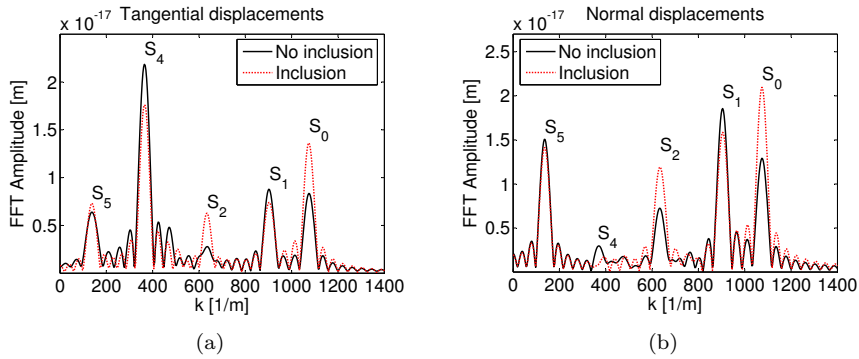 Tangential displacements
x 10⁻¹⁷
FFT Amplitude [m]
2
1.5
1
0.5
No inclusion
Inclusion
S₅
S₄
S₂
S₁
S₀
0 200 400 600 800 1000 1200 1400
k [1/m]
(a)
Normal displacements
x 10⁻¹⁷
FFT Amplitude [m]
2.5
2
1.5
1
0.5
No inclusion
Inclusion
S₅
S₄
S₂
S₁
S₀
0 200 400 600 800 1000 1200 1400
k [1/m]
(b)